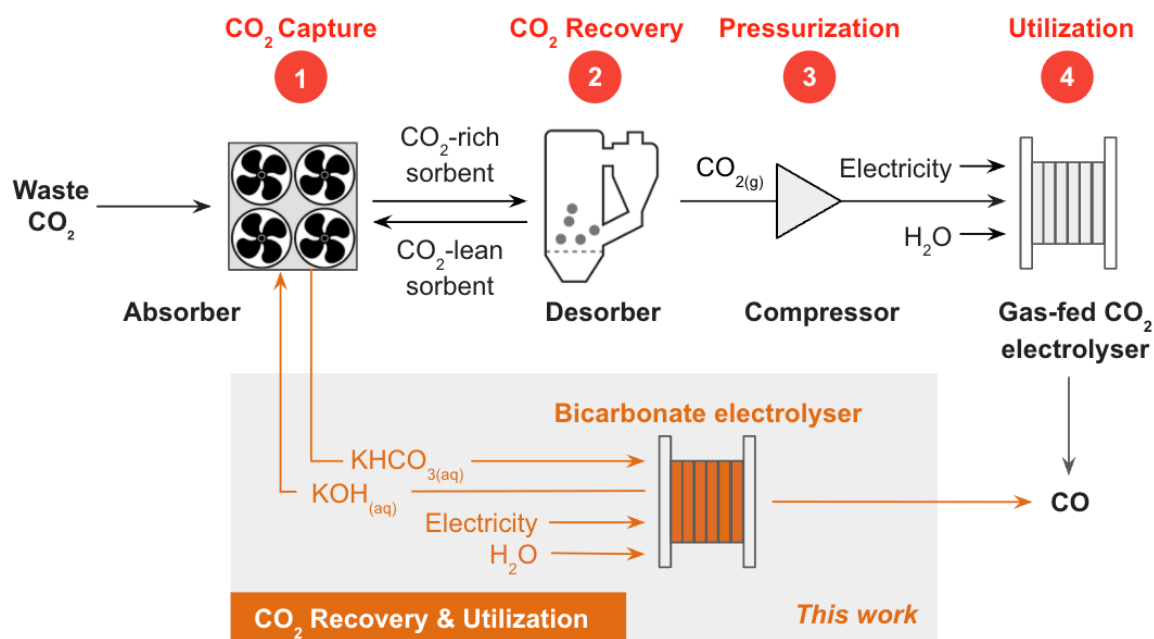 CO₂ Capture
CO₂ Recovery
Pressurization
Utilization
1
2
3
4
Waste
CO₂
CO₂-rich
sorbent
CO₂-lean
sorbent
CO₂(g)
Electricity
H₂O
Absorber
Desorber
Compressor
Gas-fed CO₂
electrolyser
Bicarbonate electrolyser
KHCO₃(aq)
KOH(aq)
Electricity
H₂O
CO
CO₂ Recovery & Utilization
This work